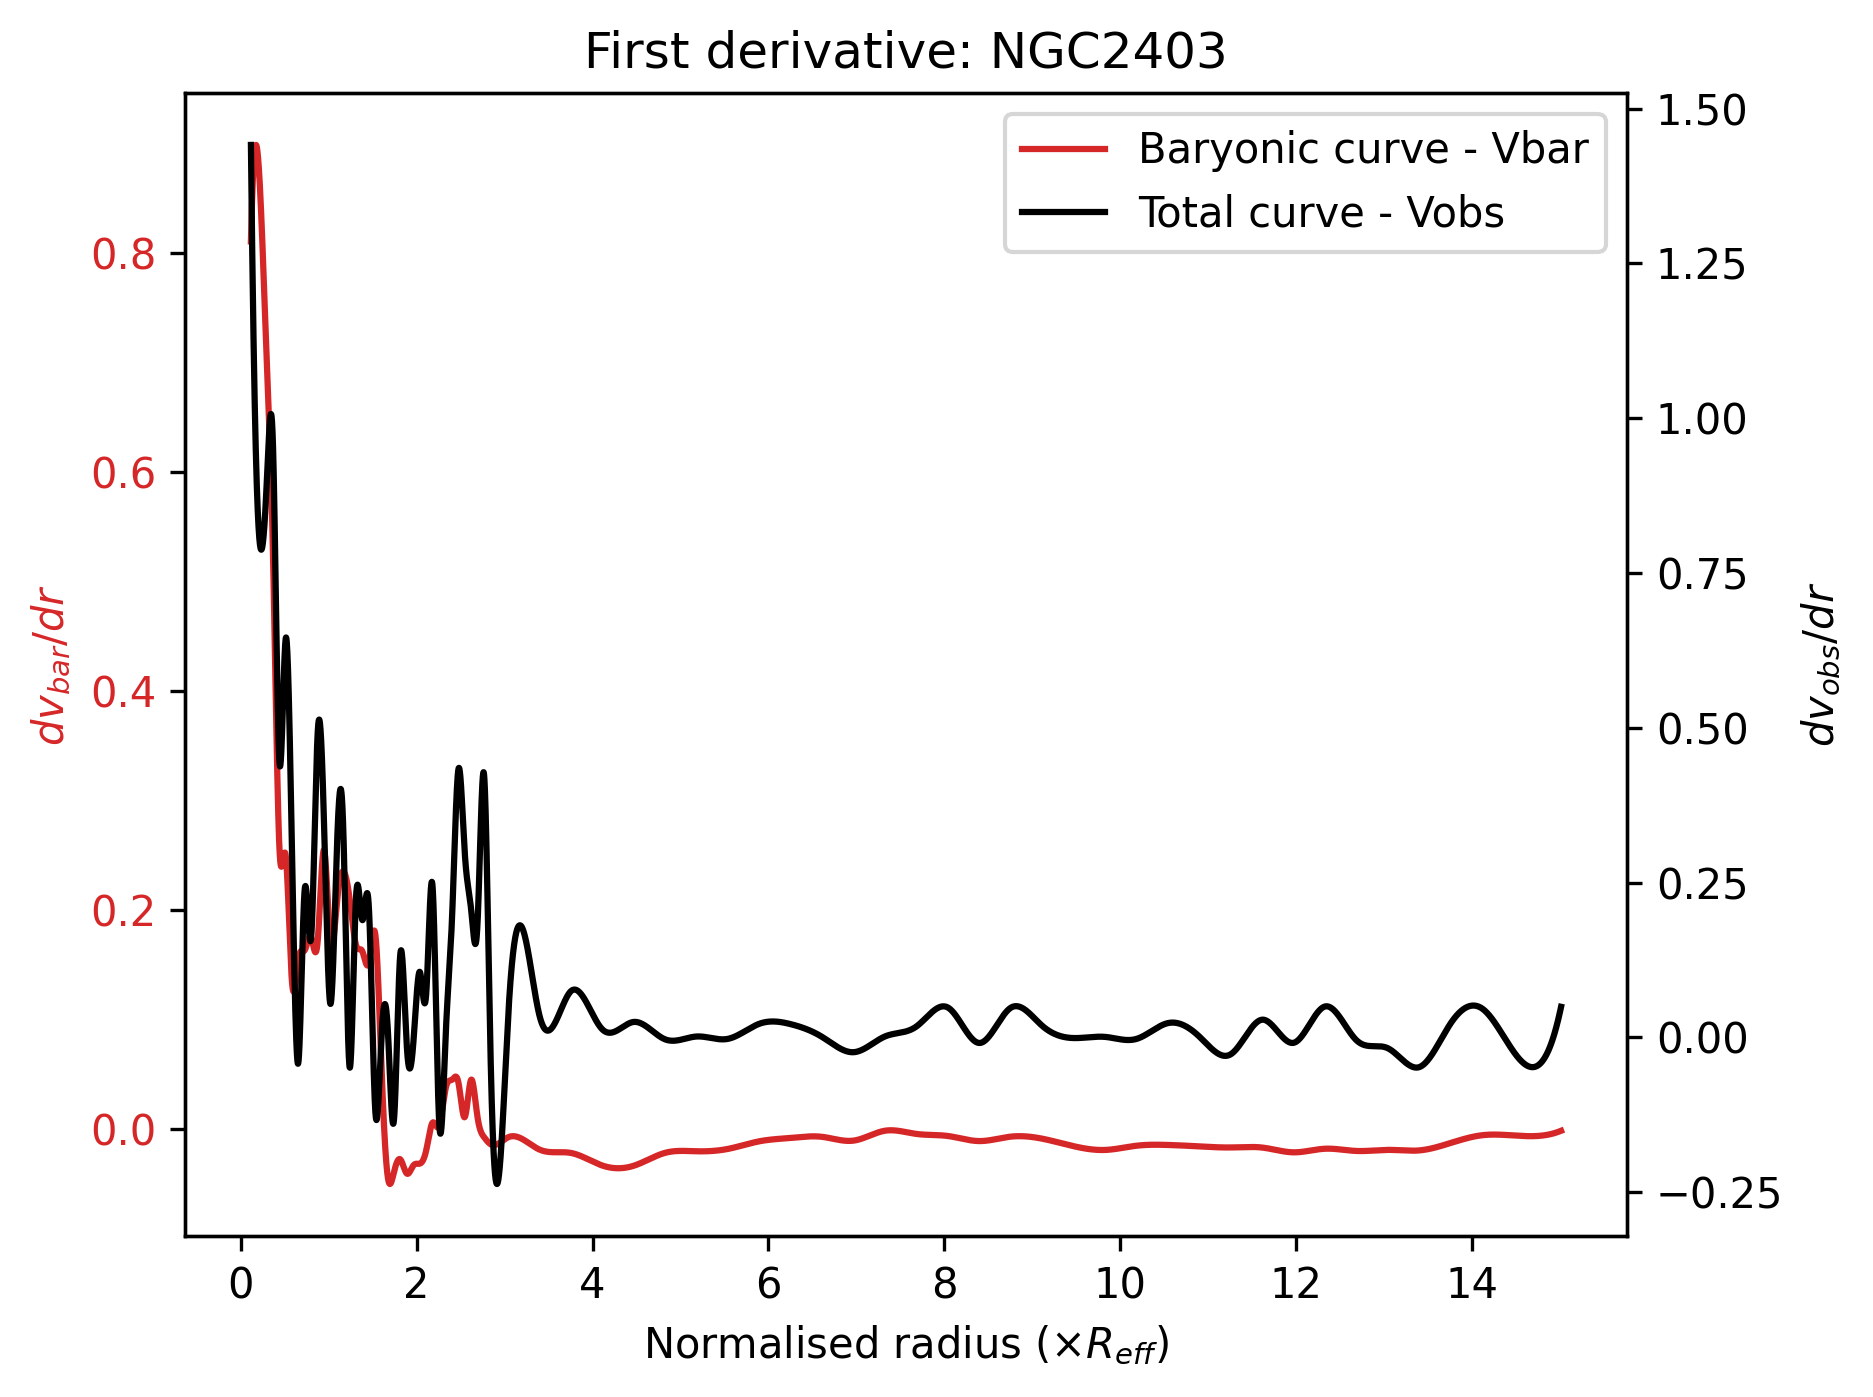 First derivative: NGC2403
Baryonic curve - Vbar
Total curve - Vobs
0.8
0.6
0.4
0.2
0.0
dv_bar/dr
1.50
1.25
1.00
0.75
0.50
0.25
0.00
−0.25
dv_obs/dr
0 2 4 6 8 10 12 14
Normalised radius (×R_eff)